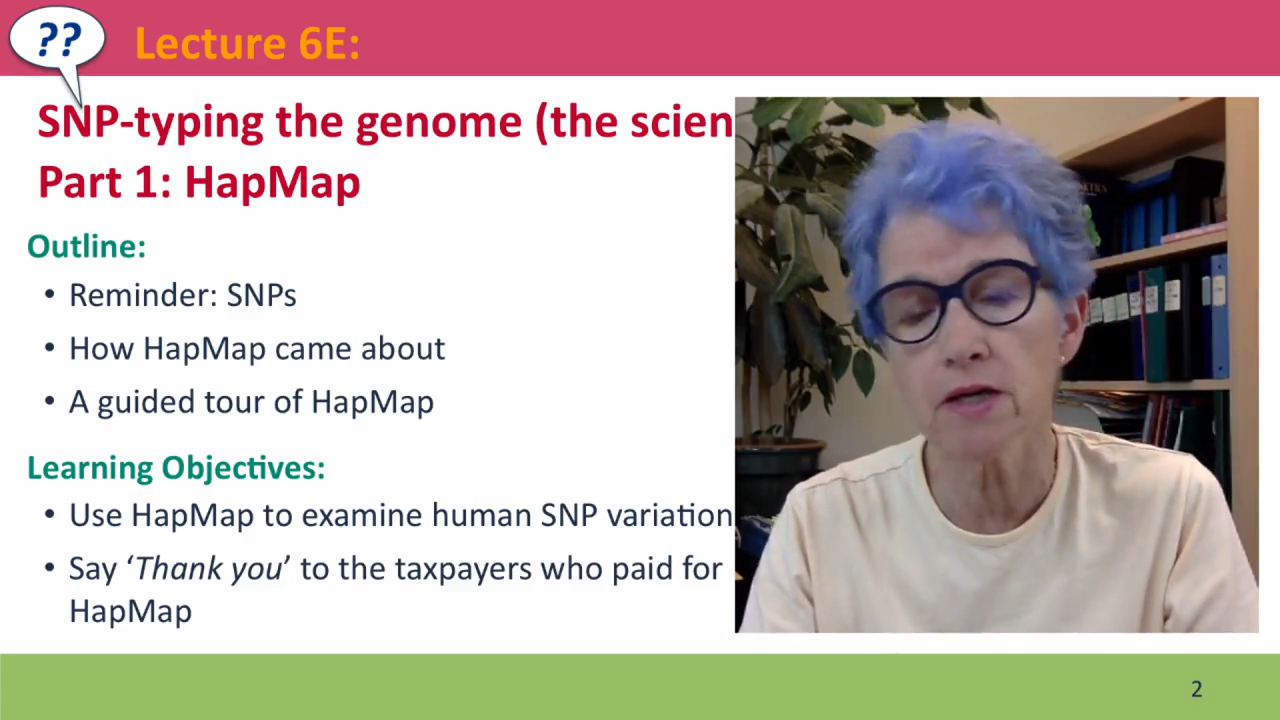 ??
Lecture 6E:
SNP-typing the genome (the scien
Part 1: HapMap
Outline:
• Reminder: SNPs
• How HapMap came about
• A guided tour of HapMap
Learning Objectives:
• Use HapMap to examine human SNP variation
• Say ‘Thank you’ to the taxpayers who paid for
HapMap
2